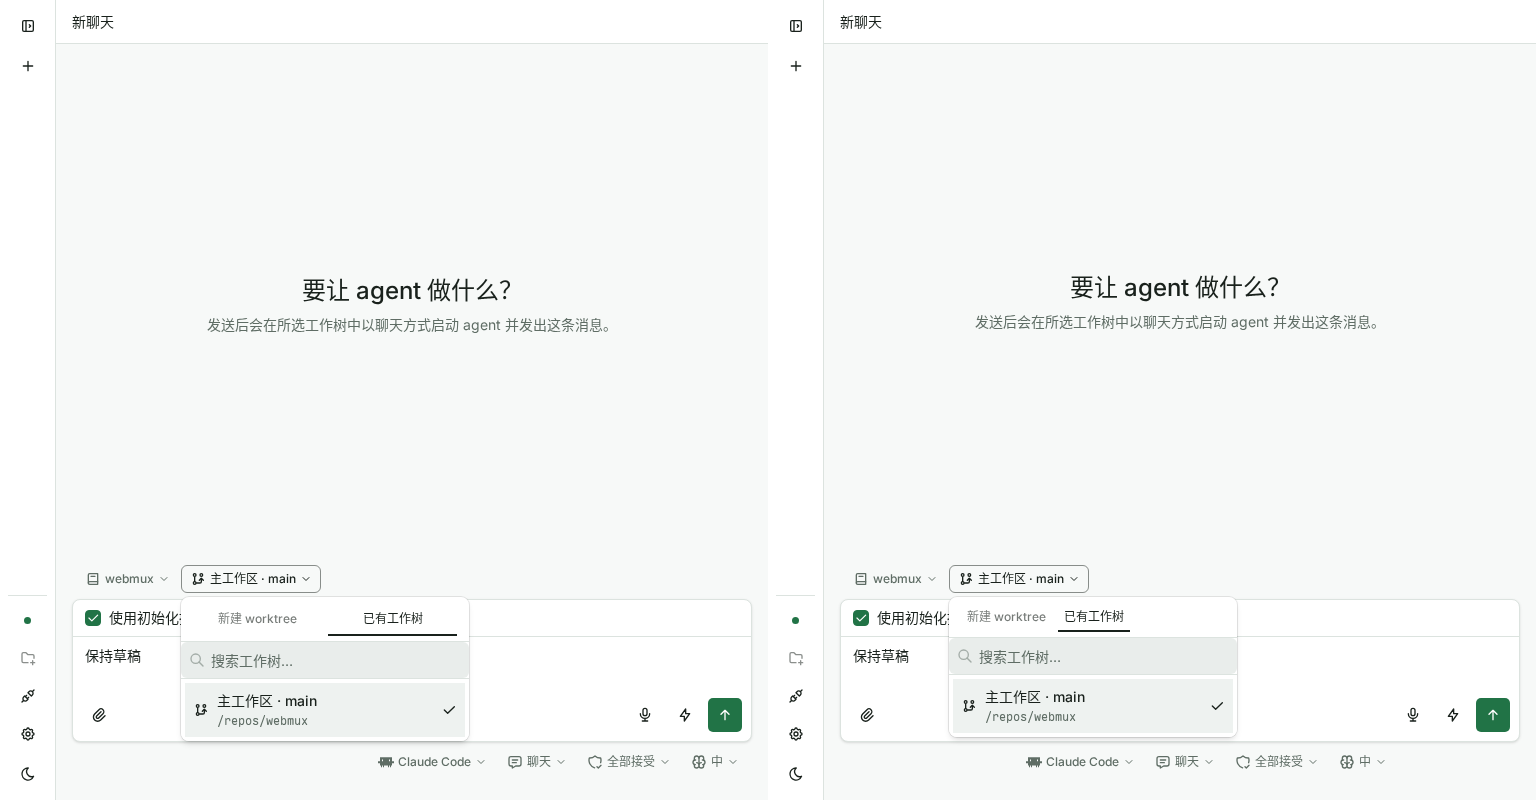 新聊天
要让 agent 做什么？
发送后会在所选工作树中以聊天方式启动 agent 并发出这条消息。
webmux 主工作区 · main
使用初始化
新建 worktree 已有工作树
保持草稿
搜索工作树...
主工作区 · main
/repos/webmux
Claude Code 聊天 全部接受 中
新聊天
要让 agent 做什么？
发送后会在所选工作树中以聊天方式启动 agent 并发出这条消息。
webmux 主工作区 · main
使用初始化
新建 worktree 已有工作树
保持草稿
搜索工作树...
主工作区 · main
/repos/webmux
Claude Code 聊天 全部接受 中